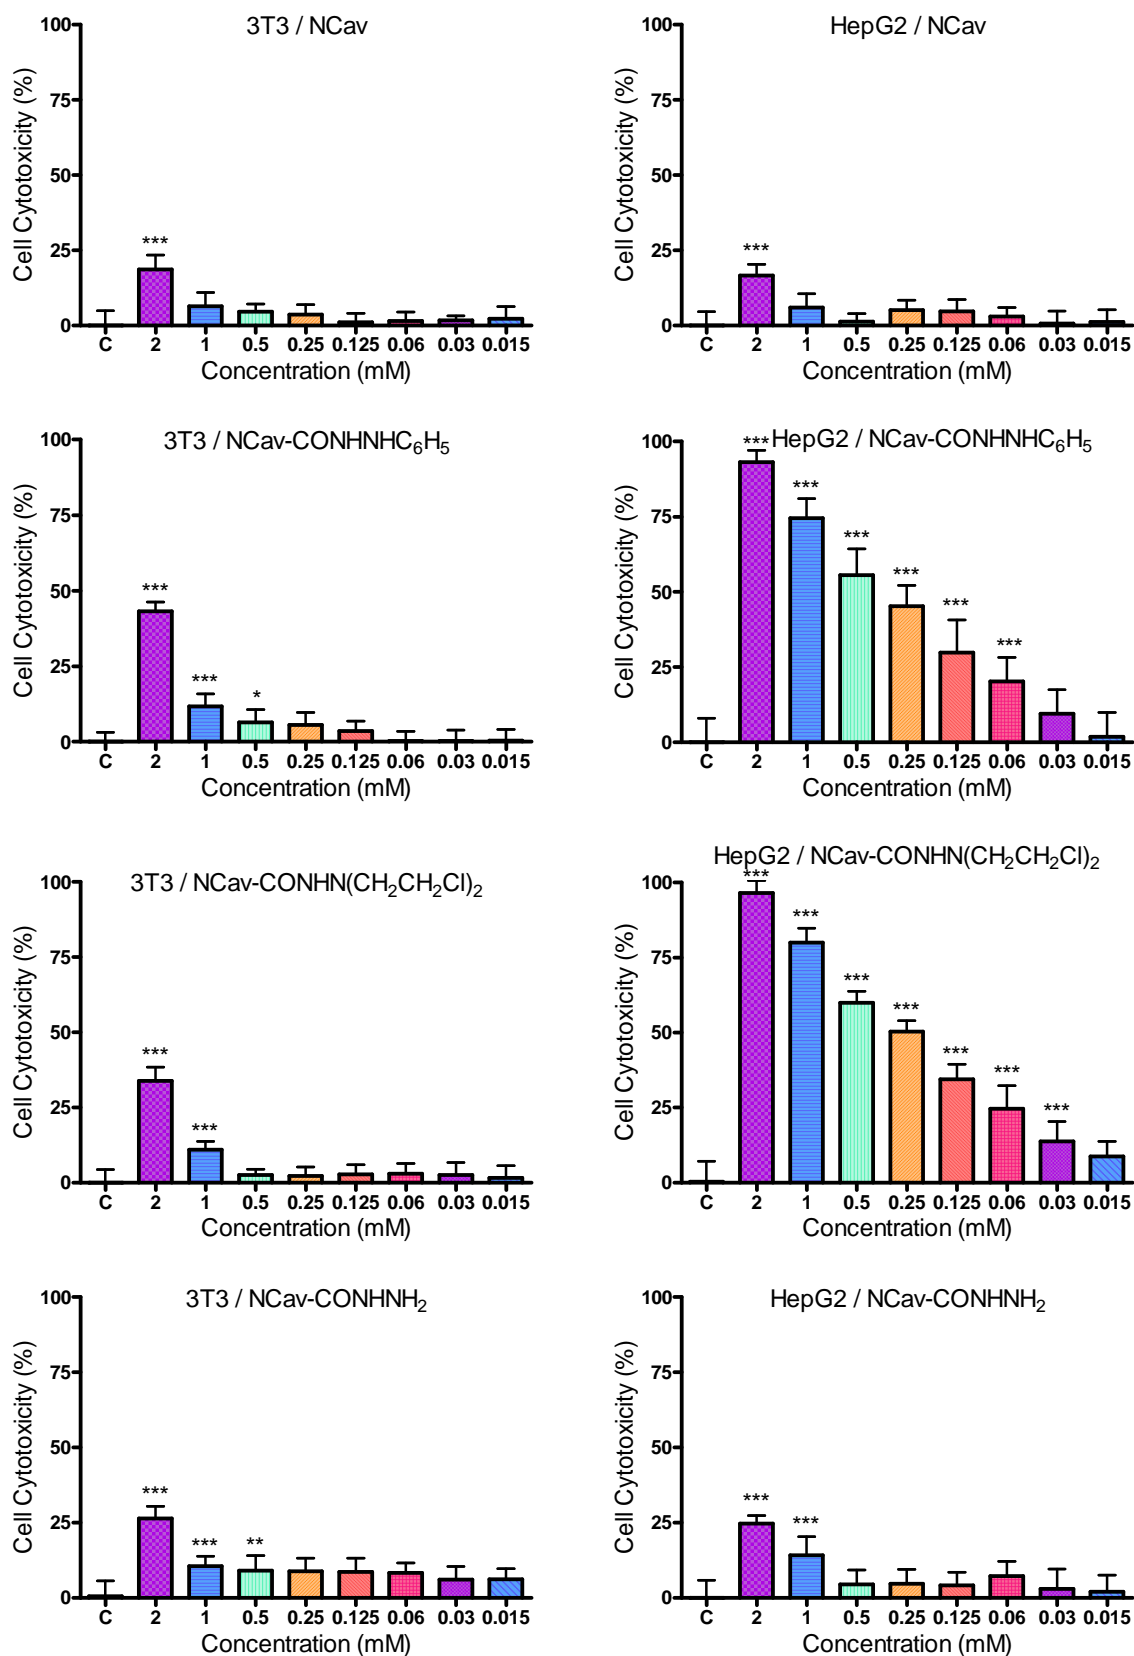 3T3 / NCav
Cell Cytotoxicity (%)
100
75
50
25
0
***
C 2 1 0.5 0.25 0.125 0.06 0.03 0.015
Concentration (mM)
HepG2 / NCav
Cell Cytotoxicity (%)
100
75
50
25
0
***
C 2 1 0.5 0.25 0.125 0.06 0.03 0.015
Concentration (mM)
3T3 / NCav-CONHNHC₆H₅
Cell Cytotoxicity (%)
100
75
50
25
0
*** *** *
C 2 1 0.5 0.25 0.125 0.06 0.03 0.015
Concentration (mM)
HepG2 / NCav-CONHNHC₆H₅
Cell Cytotoxicity (%)
100
75
50
25
0
*** *** *** *** *** ***
C 2 1 0.5 0.25 0.125 0.06 0.03 0.015
Concentration (mM)
3T3 / NCav-CONHN(CH₂CH₂Cl)₂
Cell Cytotoxicity (%)
100
75
50
25
0
*** ***
C 2 1 0.5 0.25 0.125 0.06 0.03 0.015
Concentration (mM)
HepG2 / NCav-CONHN(CH₂CH₂Cl)₂
Cell Cytotoxicity (%)
100
75
50
25
0
*** *** *** *** *** *** ***
C 2 1 0.5 0.25 0.125 0.06 0.03 0.015
Concentration (mM)
3T3 / NCav-CONHNH₂
Cell Cytotoxicity (%)
100
75
50
25
0
*** *** **
C 2 1 0.5 0.25 0.125 0.06 0.03 0.015
Concentration (mM)
HepG2 / NCav-CONHNH₂
Cell Cytotoxicity (%)
100
75
50
25
0
*** ***
C 2 1 0.5 0.25 0.125 0.06 0.03 0.015
Concentration (mM)